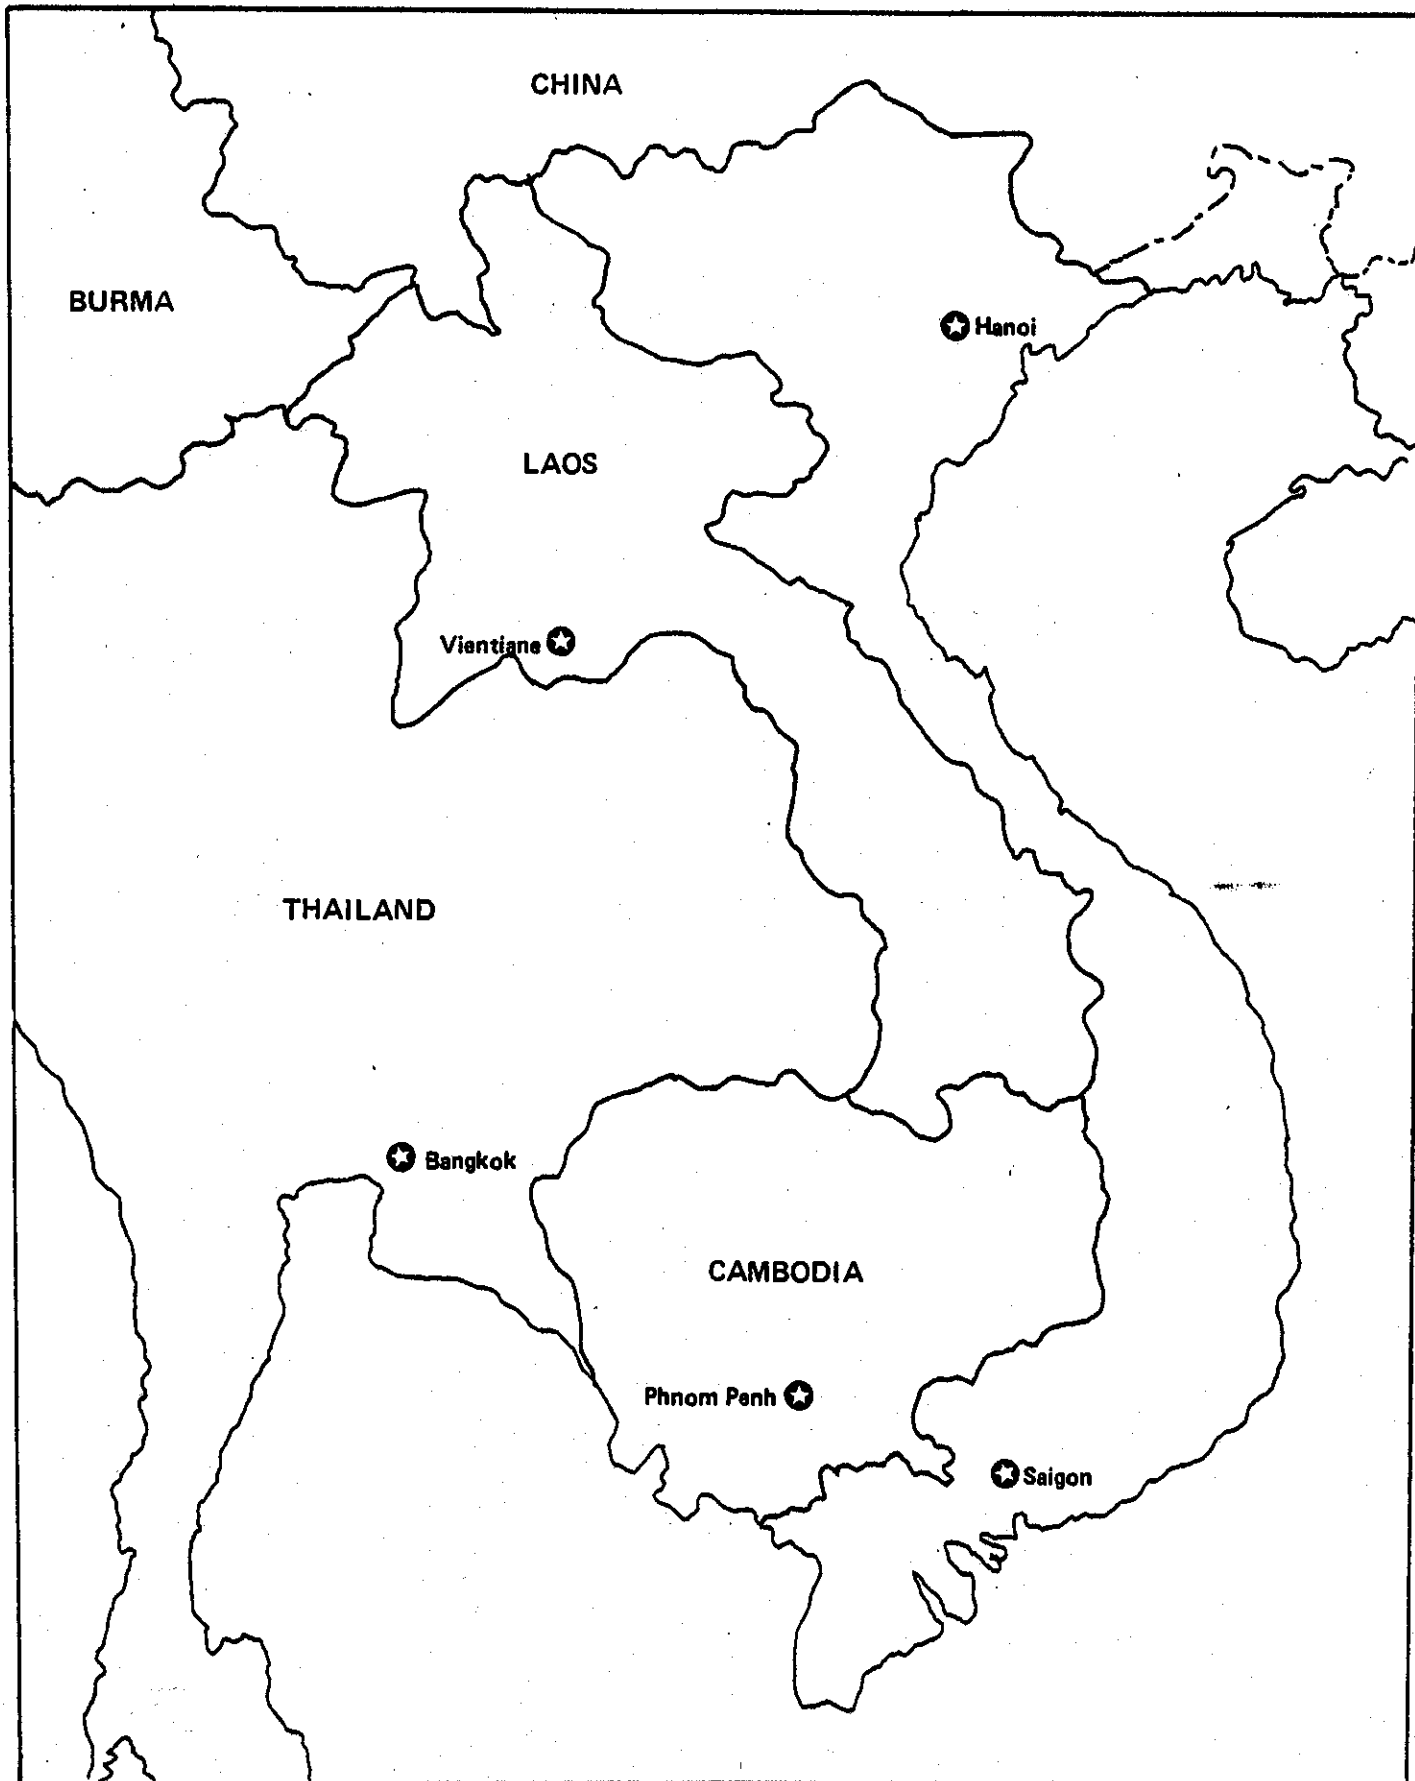 CHINA
BURMA
Hanoi
LAOS
Vientiane
THAILAND
Bangkok
CAMBODIA
Phnom Penh
Saigon